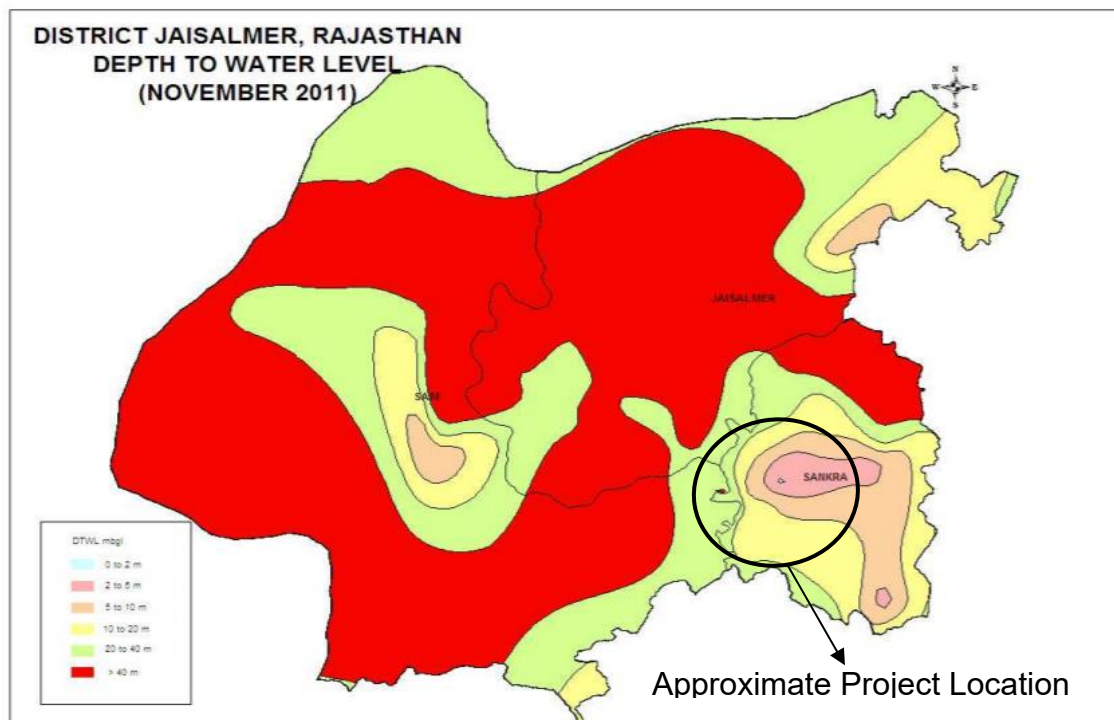 DISTRICT JAISALMER, RAJASTHAN
DEPTH TO WATER LEVEL
(NOVEMBER 2011)
N
W E
S
JAISALMER
SAM
SANKRA
DTWL mbgl
0 to 2 m
2 to 5 m
5 to 10 m
10 to 20 m
20 to 40 m
> 40 m
Approximate Project Location